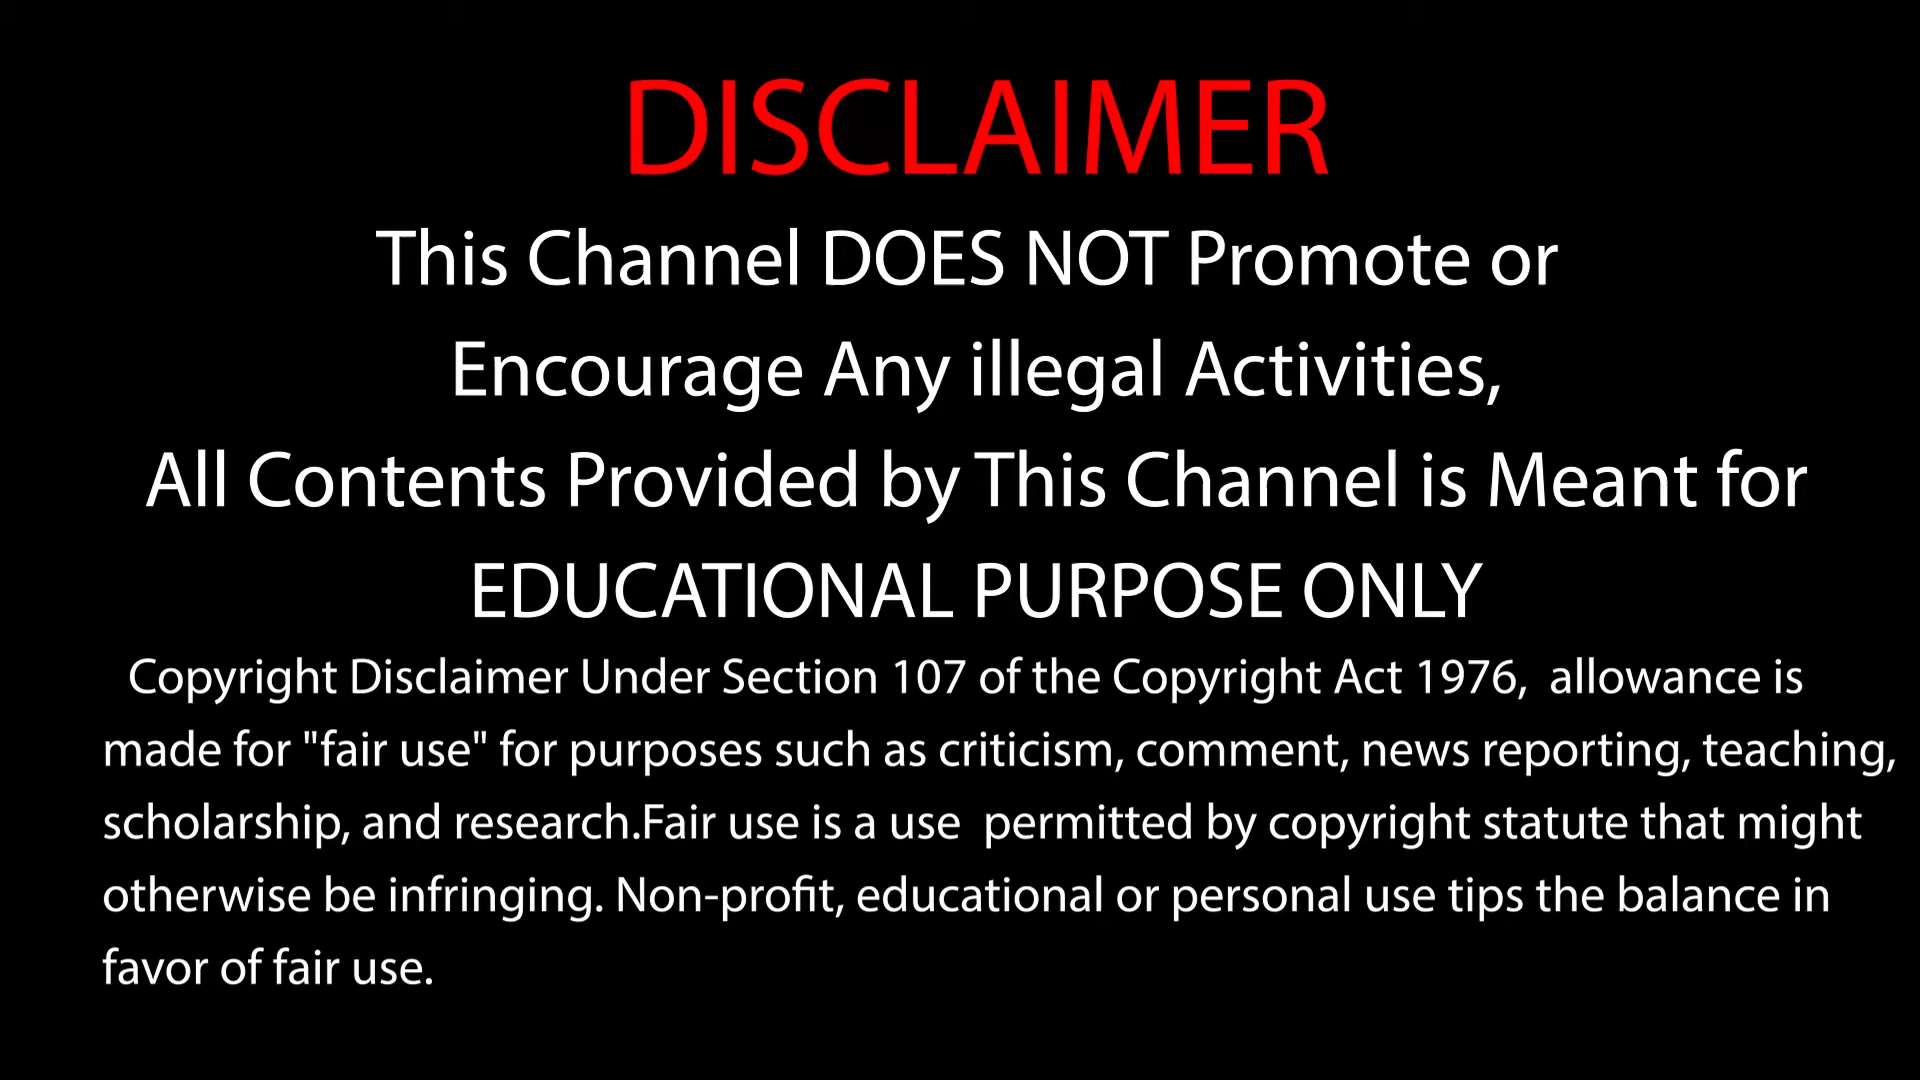 DISCLAIMER
This Channel DOES NOT Promote or
Encourage Any illegal Activities,
All Contents Provided by This Channel is Meant for
EDUCATIONAL PURPOSE ONLY
Copyright Disclaimer Under Section 107 of the Copyright Act 1976,  allowance is
made for "fair use" for purposes such as criticism, comment, news reporting, teaching,
scholarship, and research.Fair use is a use  permitted by copyright statute that might
otherwise be infringing. Non-profit, educational or personal use tips the balance in
favor of fair use.